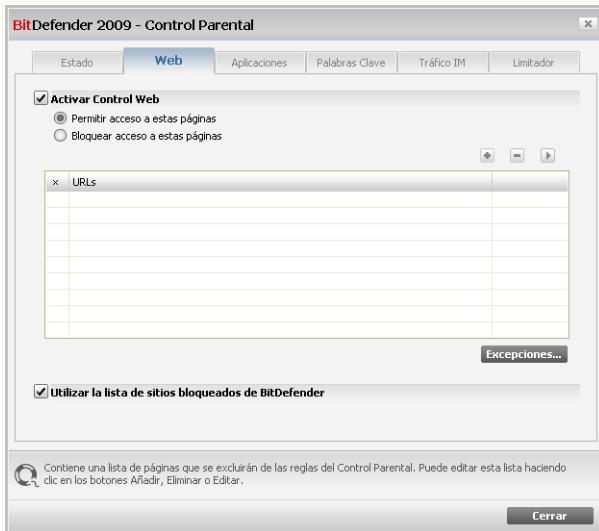 BitDefender 2009 - Control Parental
Estado Web Aplicaciones Palabras Clave Tráfico IM Limitador
Activar Control Web
Permitir acceso a estas páginas
Bloquear acceso a estas páginas
× URLs
Excepciones...
Utilizar la lista de sitios bloqueados de BitDefender
Contiene una lista de páginas que se excluirán de las reglas del Control Parental. Puede editar esta lista haciendo
clic en los botones Añadir, Eliminar o Editar.
Cerrar